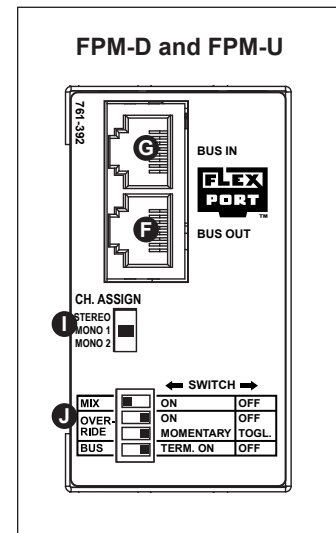 FPM-D and FPM-U
761-392
G
BUS IN
FLEX
PORT
™
F
BUS OUT
CH. ASSIGN
I
STEREO
MONO 1
MONO 2
← SWITCH →
J
MIX ON OFF
OVER- ON OFF
RIDE MOMENTARY TOGL.
BUS TERM. ON OFF